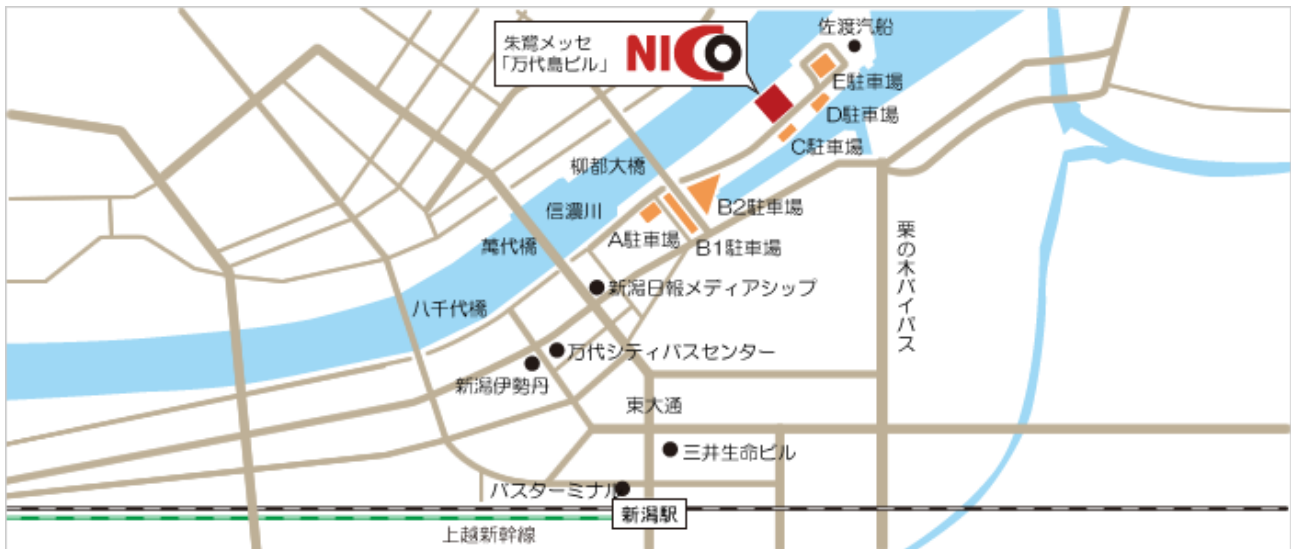 朱鷺メッセ
「万代島ビル」
NICO
佐渡汽船
E駐車場
D駐車場
C駐車場
柳都大橋
B2駐車場
信濃川
A駐車場
B1駐車場
萬代橋
栗の木バイパス
新潟日報メディアシップ
八千代橋
万代シティバスセンター
新潟伊勢丹
東大通
三井生命ビル
バスターミナル
新潟駅
上越新幹線